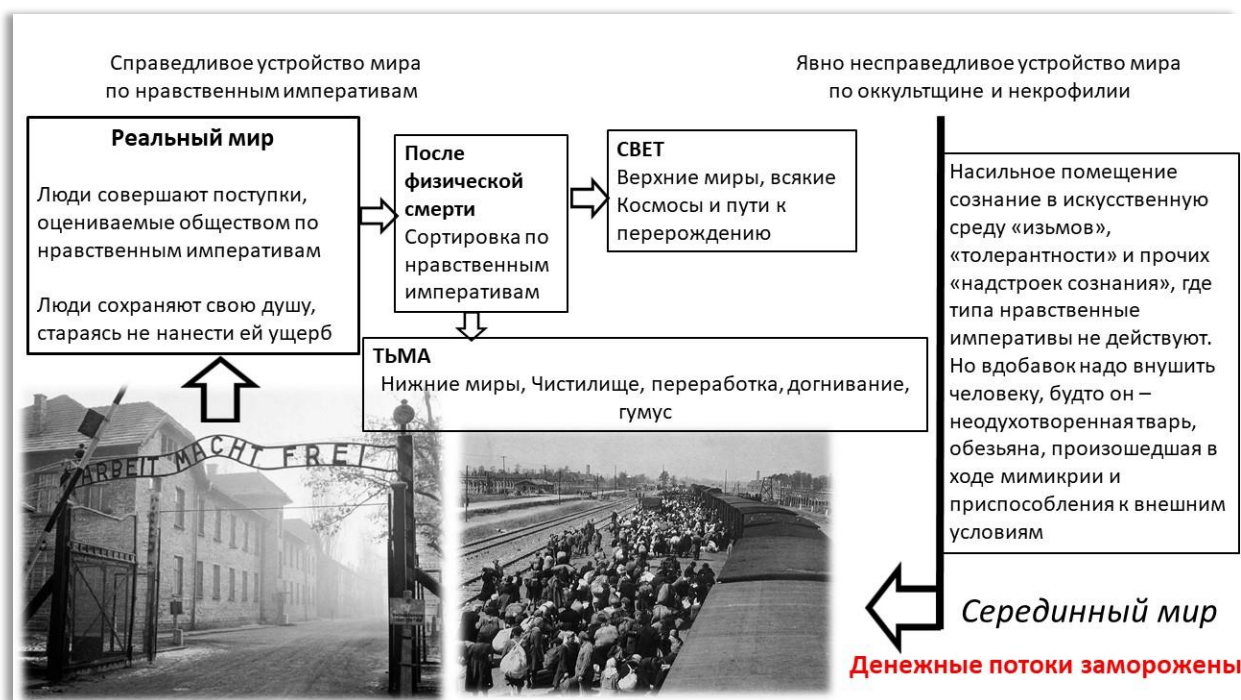 Справедливое устройство мира
по нравственным императивам
Явно несправедливое устройство мира
по оккультщине и некрофилии
Реальный мир
Люди совершают поступки,
оцениваемые обществом по
нравственным императивам
Люди сохраняют свою душу,
стараясь не нанести ей ущерб
После
физической
смерти
Сортировка по
нравственным
императивам
СВЕТ
Верхние миры, всякие
Космосы и пути к
перерождению
ТЬМА
Нижние миры, Чистилище, переработка, догнивание,
гумус
Насильное помещение
сознание в искусственную
среду «изьмов»,
«толерантности» и прочих
«надстроек сознания», где
типа нравственные
императивы не действуют.
Но вдобавок надо внушить
человеку, будто он –
неодухотворенная тварь,
обезьяна, произошедшая в
ходе мимикрии и
приспособления к внешним
условиям
ARBEIT MACHT FREI
Серединный мир
Денежные потоки заморожены